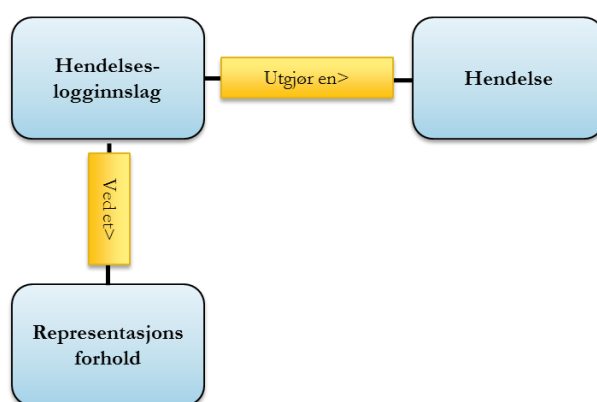 Hendelses-
logginnslag
Utgjør en>
Hendelse
Ved et>
Representasjons
forhold